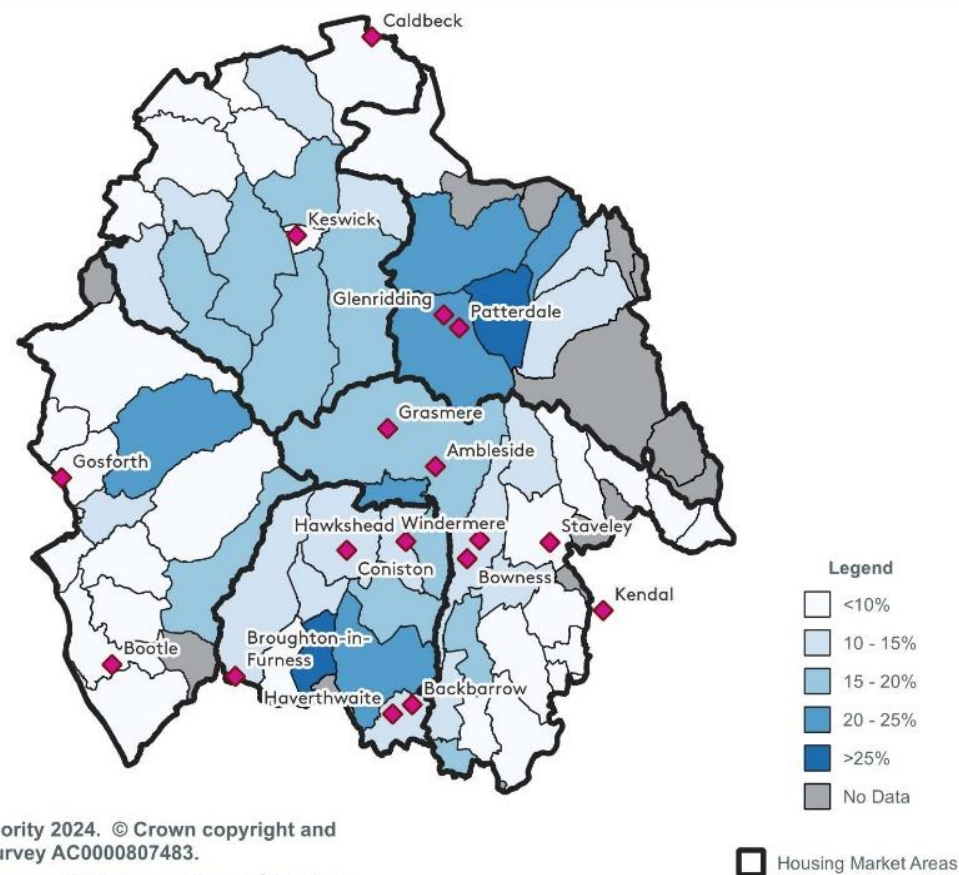 Caldbeck
Keswick
Glenridding
Patterdale
Grasmere
Ambleside
Gosforth
Hawkshead
Windermere
Staveley
Coniston
Bowness
Kendal
Broughton-in-
Furness
Bootle
Haverthwaite
Backbarrow
Legend
<10%
10 - 15%
15 - 20%
20 - 25%
>25%
No Data
Housing Market Areas
ority 2024. © Crown copyright and
urvey AC0000807483.